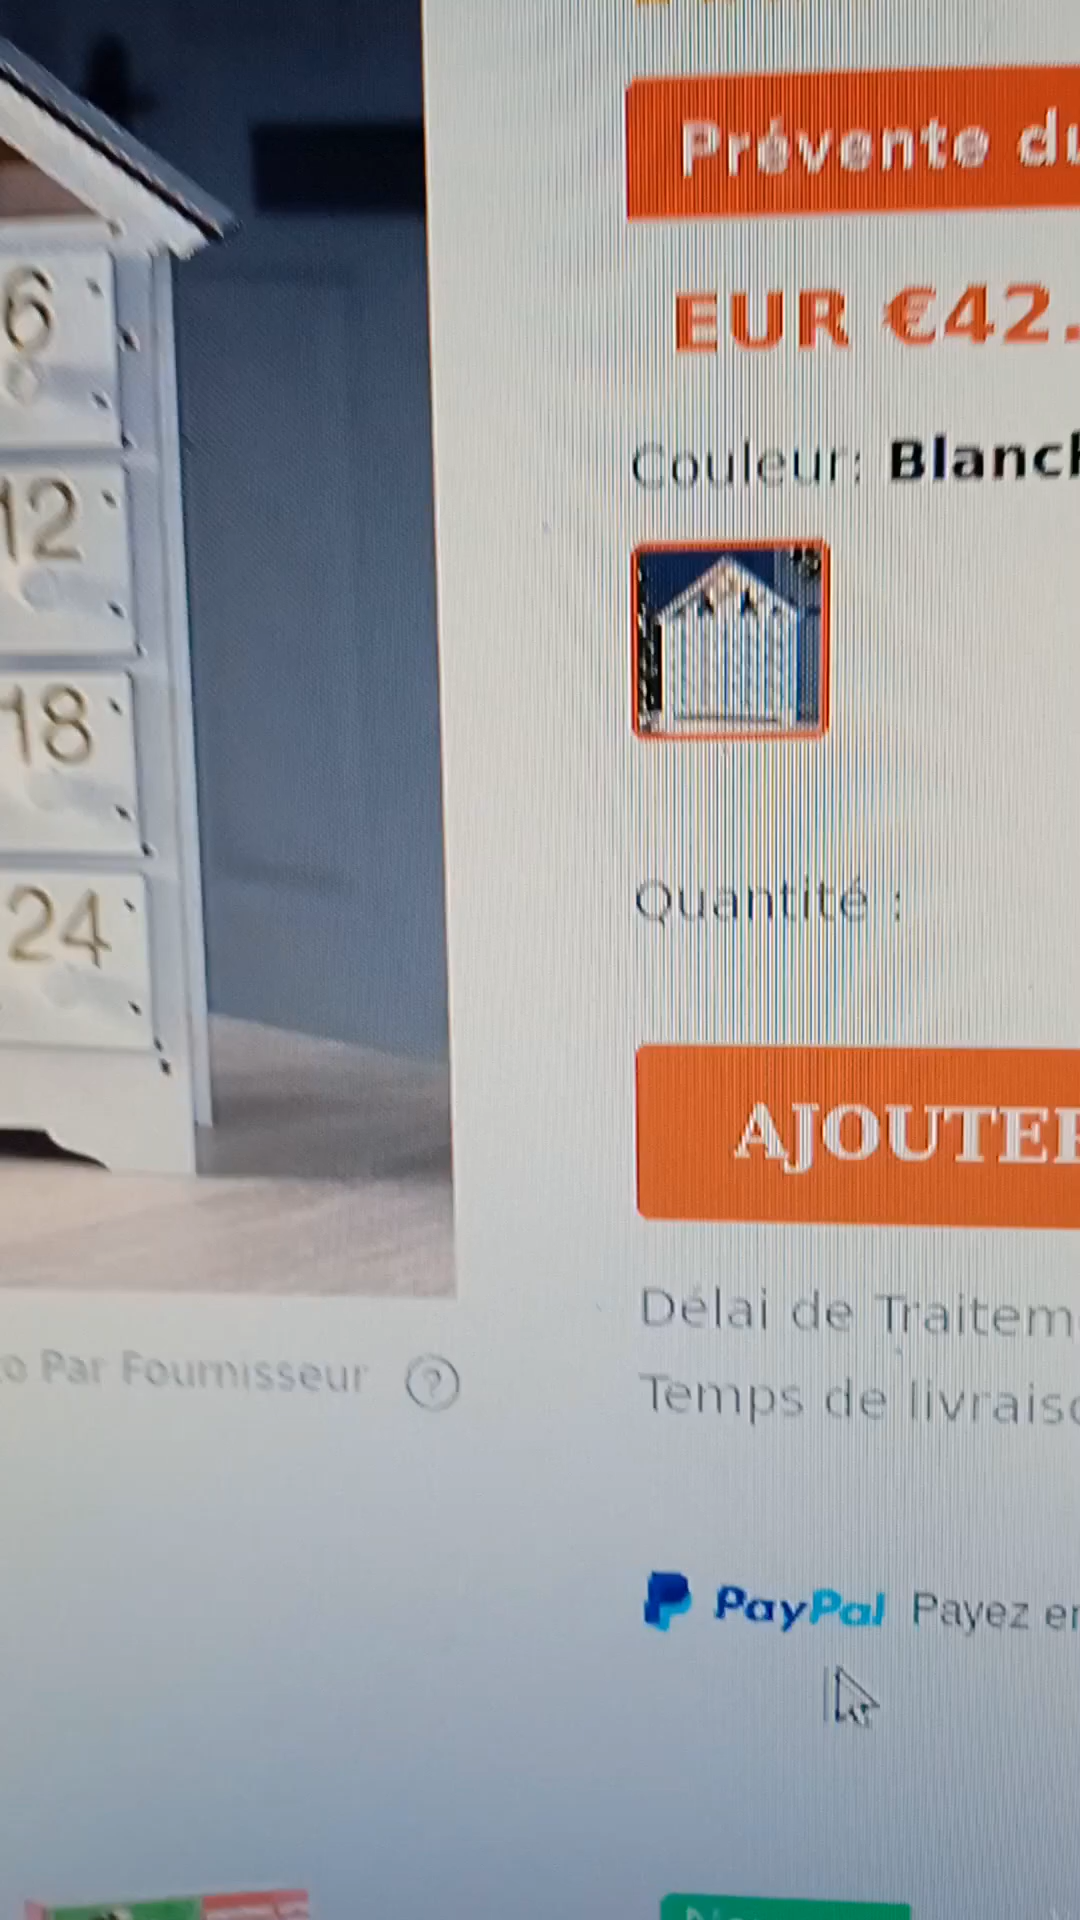 Prévente du
EUR €42.
Couleur: Blanch
6
12
18
24
Quantité :
AJOUTER
Délai de Traitem
Par Fournisseur ?
Temps de livraiso
PayPal Payez en